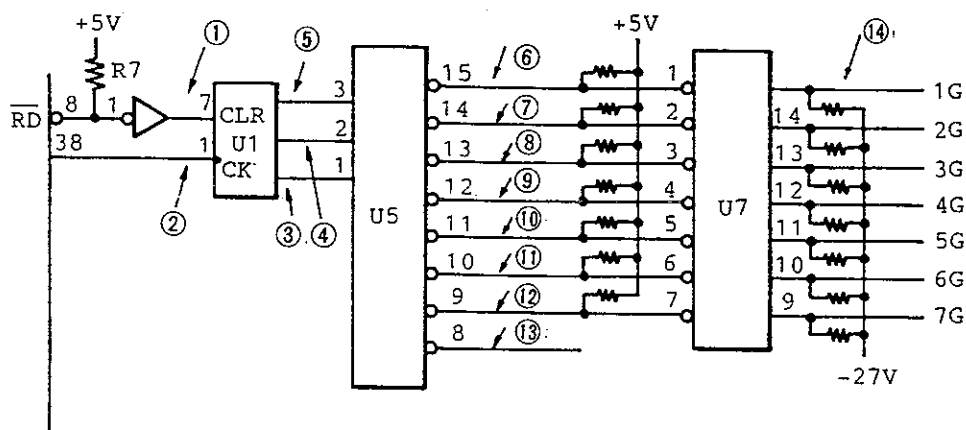 +5V
① ⑤
+5V
⑭
R7
15 ⑥
1 1G
8 1 7 CLR 3
14 ⑦ 2 14 2G
RD
U1 2
38 1 CK 1
13 ⑧ 3 13 3G
② ③ ④
U5
12 ⑨ 4 U7 12 4G
11 ⑩ 5 11 5G
10 ⑪ 6 10 6G
9 ⑫ 7 9 7G
8 ⑬
-27V